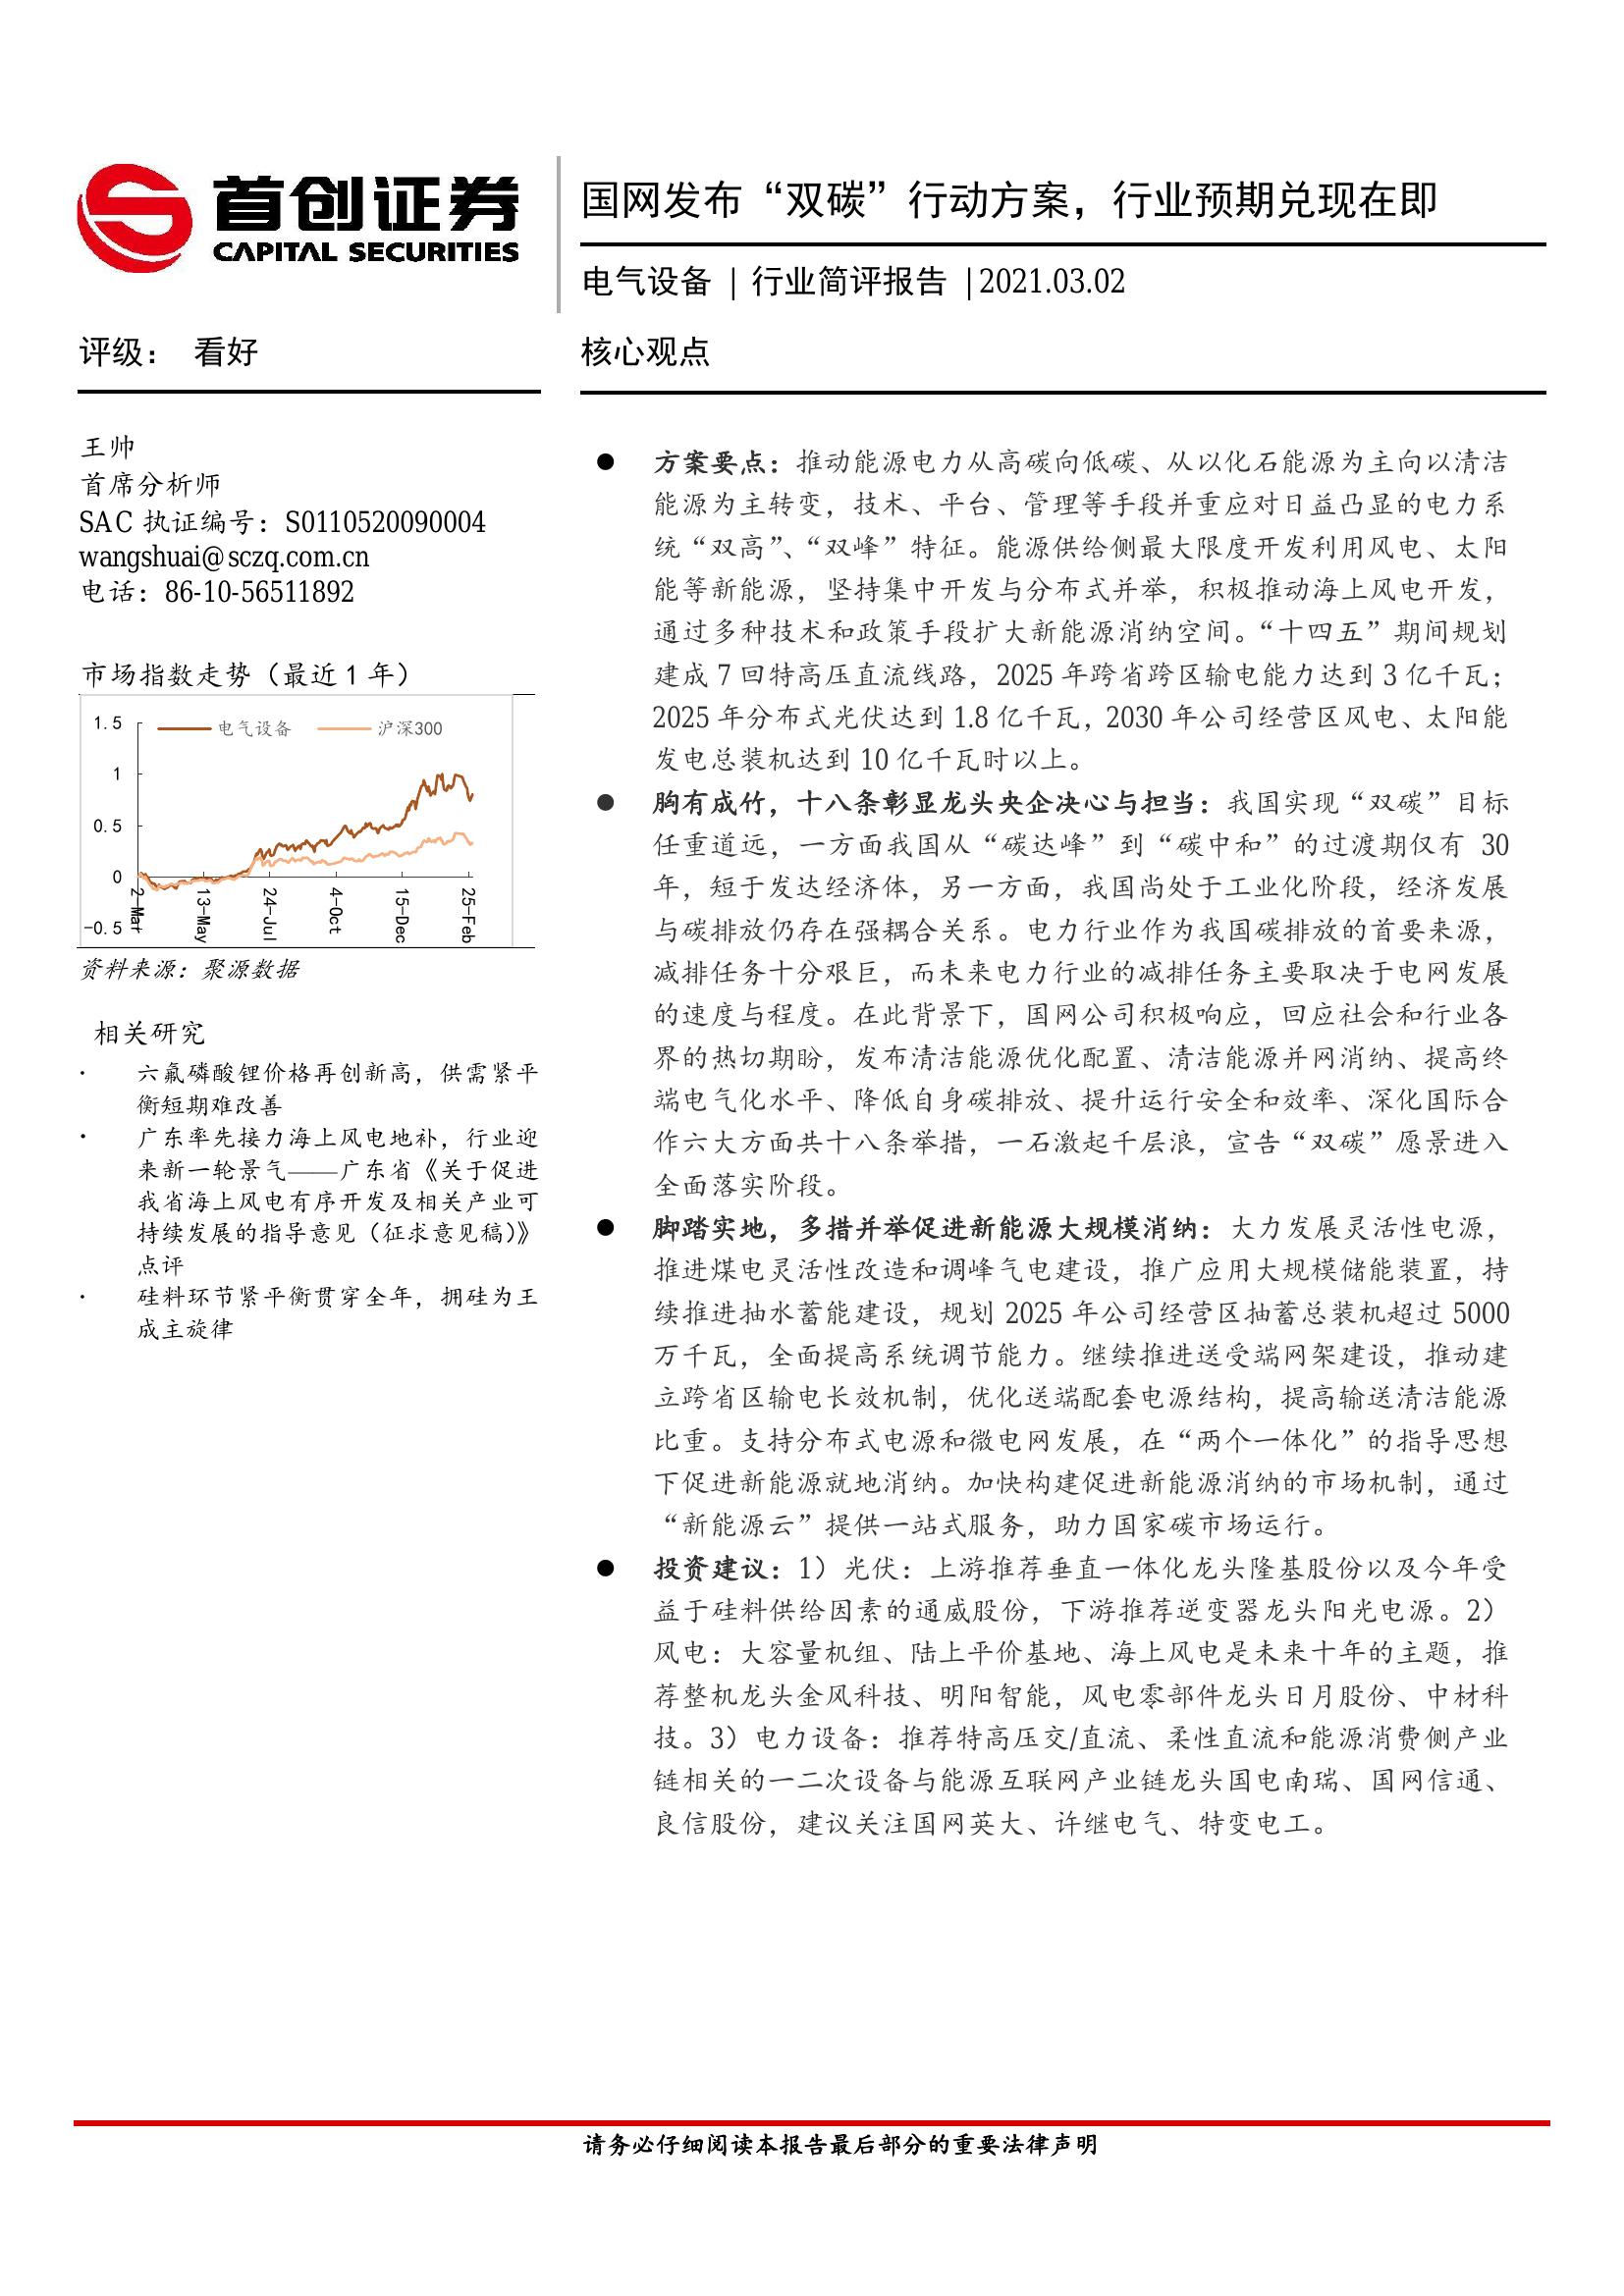 首创证券
CAPITAL SECURITIES
国网发布“双碳”行动方案，行业预期兑现在即
电气设备 | 行业简评报告 |2021.03.02
评级： 看好
核心观点
王帅
首席分析师
SAC 执证编号：S0110520090004
wangshuai@sczq.com.cn
电话：86-10-56511892
市场指数走势（最近 1 年）
电气设备 沪深300
1.5
1
0.5
0
-0.5
2-Mar 13-May 24-Jul 4-Oct 15-Dec 25-Feb
资料来源：聚源数据
相关研究
· 六氟磷酸锂价格再创新高，供需紧平
衡短期难改善
· 广东率先接力海上风电地补，行业迎
来新一轮景气——广东省《关于促进
我省海上风电有序开发及相关产业可
持续发展的指导意见（征求意见稿）》
点评
· 硅料环节紧平衡贯穿全年，拥硅为王
成主旋律
● 方案要点：推动能源电力从高碳向低碳、从以化石能源为主向以清洁
能源为主转变，技术、平台、管理等手段并重应对日益凸显的电力系
统“双高”、“双峰”特征。能源供给侧最大限度开发利用风电、太阳
能等新能源，坚持集中开发与分布式并举，积极推动海上风电开发，
通过多种技术和政策手段扩大新能源消纳空间。“十四五”期间规划
建成 7 回特高压直流线路，2025 年跨省跨区输电能力达到 3 亿千瓦；
2025 年分布式光伏达到 1.8 亿千瓦，2030 年公司经营区风电、太阳能
发电总装机达到 10 亿千瓦时以上。
● 胸有成竹，十八条彰显龙头央企决心与担当：我国实现“双碳”目标
任重道远，一方面我国从“碳达峰”到“碳中和”的过渡期仅有 30
年，短于发达经济体，另一方面，我国尚处于工业化阶段，经济发展
与碳排放仍存在强耦合关系。电力行业作为我国碳排放的首要来源，
减排任务十分艰巨，而未来电力行业的减排任务主要取决于电网发展
的速度与程度。在此背景下，国网公司积极响应，回应社会和行业各
界的热切期盼，发布清洁能源优化配置、清洁能源并网消纳、提高终
端电气化水平、降低自身碳排放、提升运行安全和效率、深化国际合
作六大方面共十八条举措，一石激起千层浪，宣告“双碳”愿景进入
全面落实阶段。
● 脚踏实地，多措并举促进新能源大规模消纳：大力发展灵活性电源，
推进煤电灵活性改造和调峰气电建设，推广应用大规模储能装置，持
续推进抽水蓄能建设，规划 2025 年公司经营区抽蓄总装机超过 5000
万千瓦，全面提高系统调节能力。继续推进送受端网架建设，推动建
立跨省区输电长效机制，优化送端配套电源结构，提高输送清洁能源
比重。支持分布式电源和微电网发展，在“两个一体化”的指导思想
下促进新能源就地消纳。加快构建促进新能源消纳的市场机制，通过
“新能源云”提供一站式服务，助力国家碳市场运行。
● 投资建议：1）光伏：上游推荐垂直一体化龙头隆基股份以及今年受
益于硅料供给因素的通威股份，下游推荐逆变器龙头阳光电源。2）
风电：大容量机组、陆上平价基地、海上风电是未来十年的主题，推
荐整机龙头金风科技、明阳智能，风电零部件龙头日月股份、中材科
技。3）电力设备：推荐特高压交/直流、柔性直流和能源消费侧产业
链相关的一二次设备与能源互联网产业链龙头国电南瑞、国网信通、
良信股份，建议关注国网英大、许继电气、特变电工。
请务必仔细阅读本报告最后部分的重要法律声明